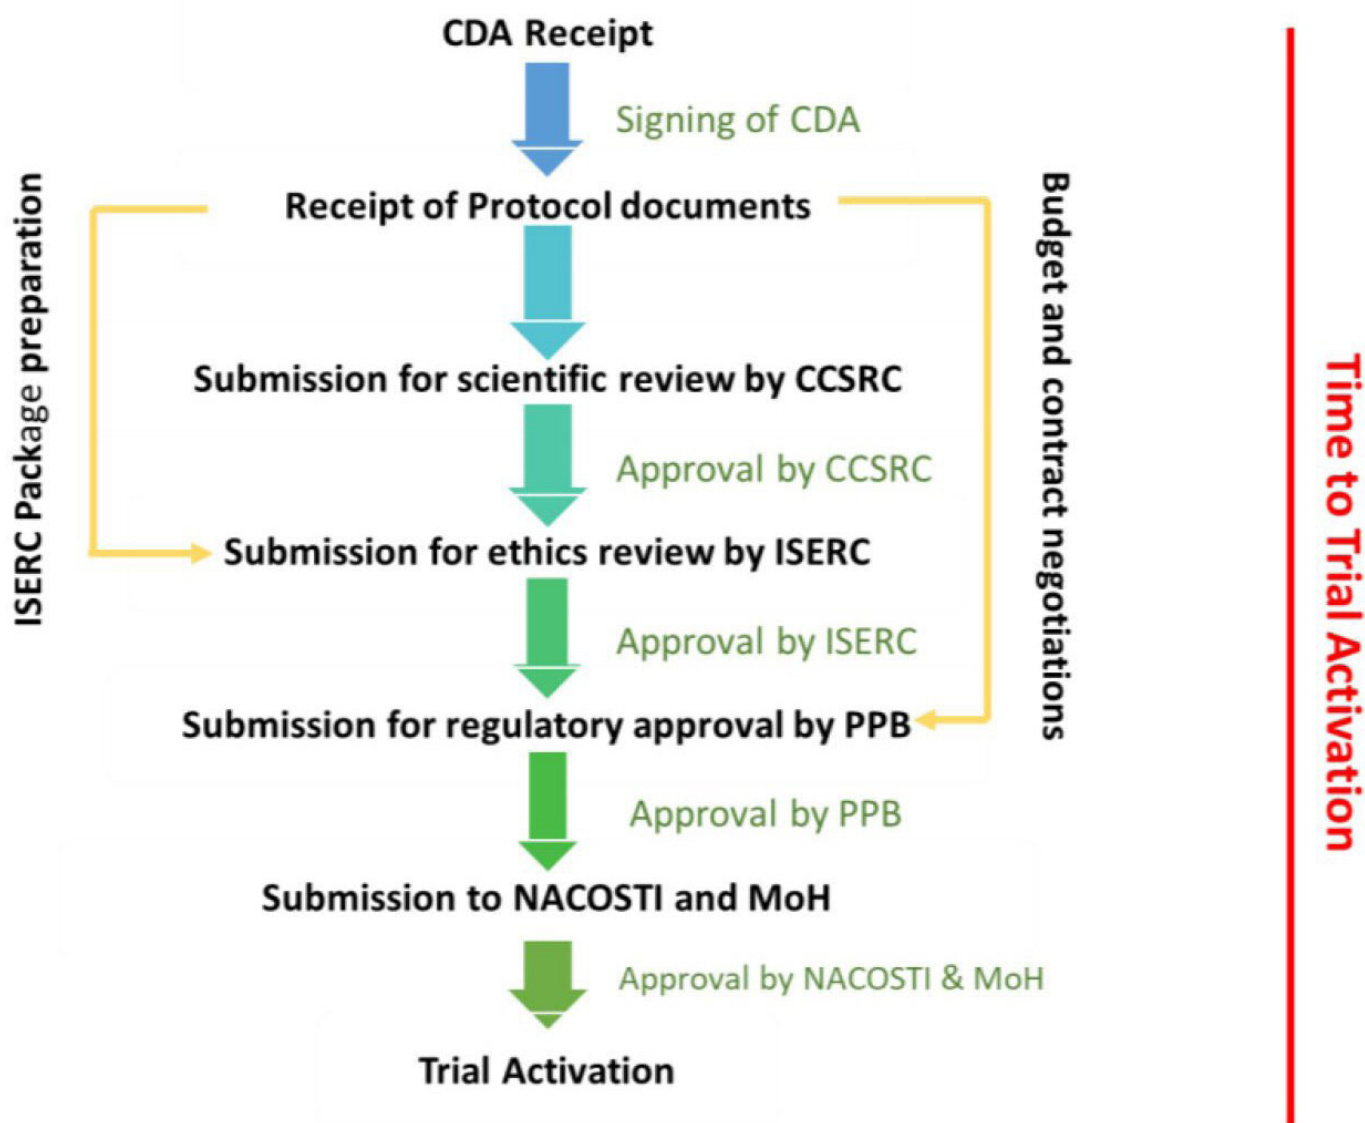 CDA Receipt
Signing of CDA
Receipt of Protocol documents
ISERC Package preparation
Budget and contract negotiations
Time to Trial Activation
Submission for scientific review by CCSRC
Approval by CCSRC
Submission for ethics review by ISERC
Approval by ISERC
Submission for regulatory approval by PPB
Approval by PPB
Submission to NACOSTI and MoH
Approval by NACOSTI & MoH
Trial Activation